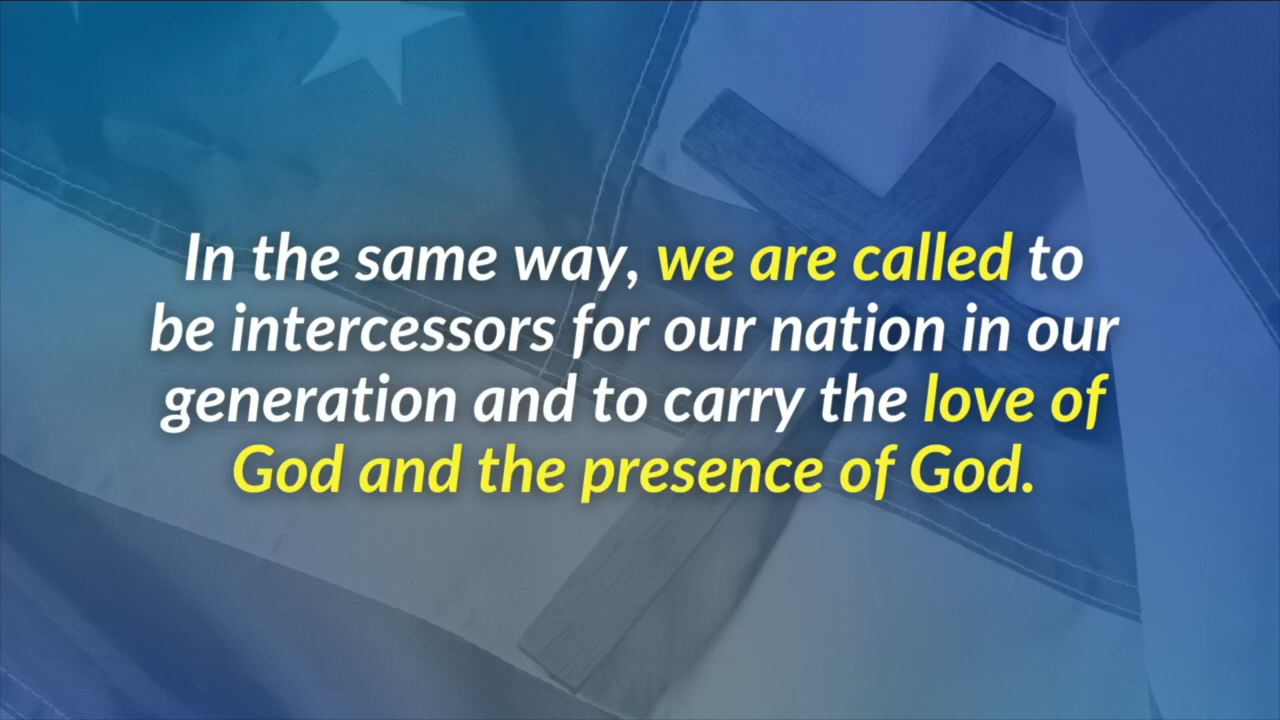 In the same way, we are called to
be intercessors for our nation in our
generation and to carry the love of
God and the presence of God.